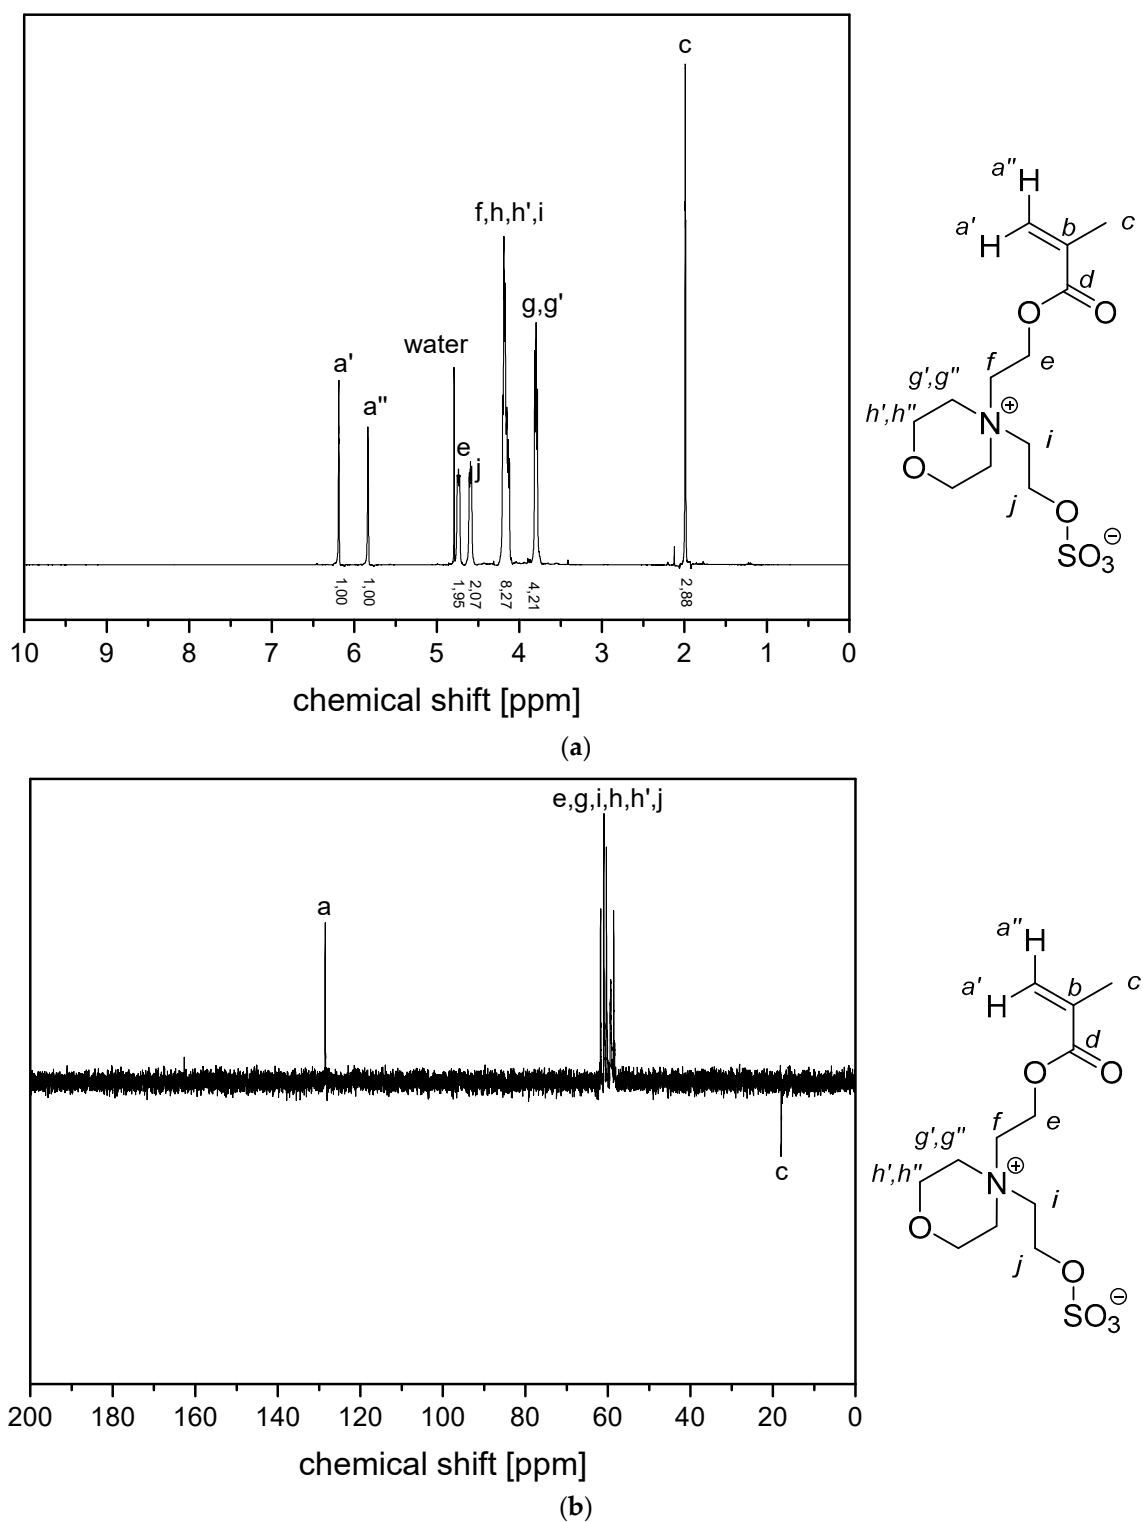 c
f,h,h',i
g,g'
water
a'
a''
e
j
1,00
1,00
1,95
2,07
8,27
4,21
2,88
10 9 8 7 6 5 4 3 2 1 0
chemical shift [ppm]
a'' H
a' H
b
c
d
O
O
f
e
g',g''
h',h''
N ⊕
i
O
j
O
SO3 ⊖
(a)
e,g,i,h,h',j
a
c
200 180 160 140 120 100 80 60 40 20 0
chemical shift [ppm]
a'' H
a' H
b
c
d
O
O
f
e
g',g''
h',h''
N ⊕
i
O
j
O
SO3 ⊖
(b)